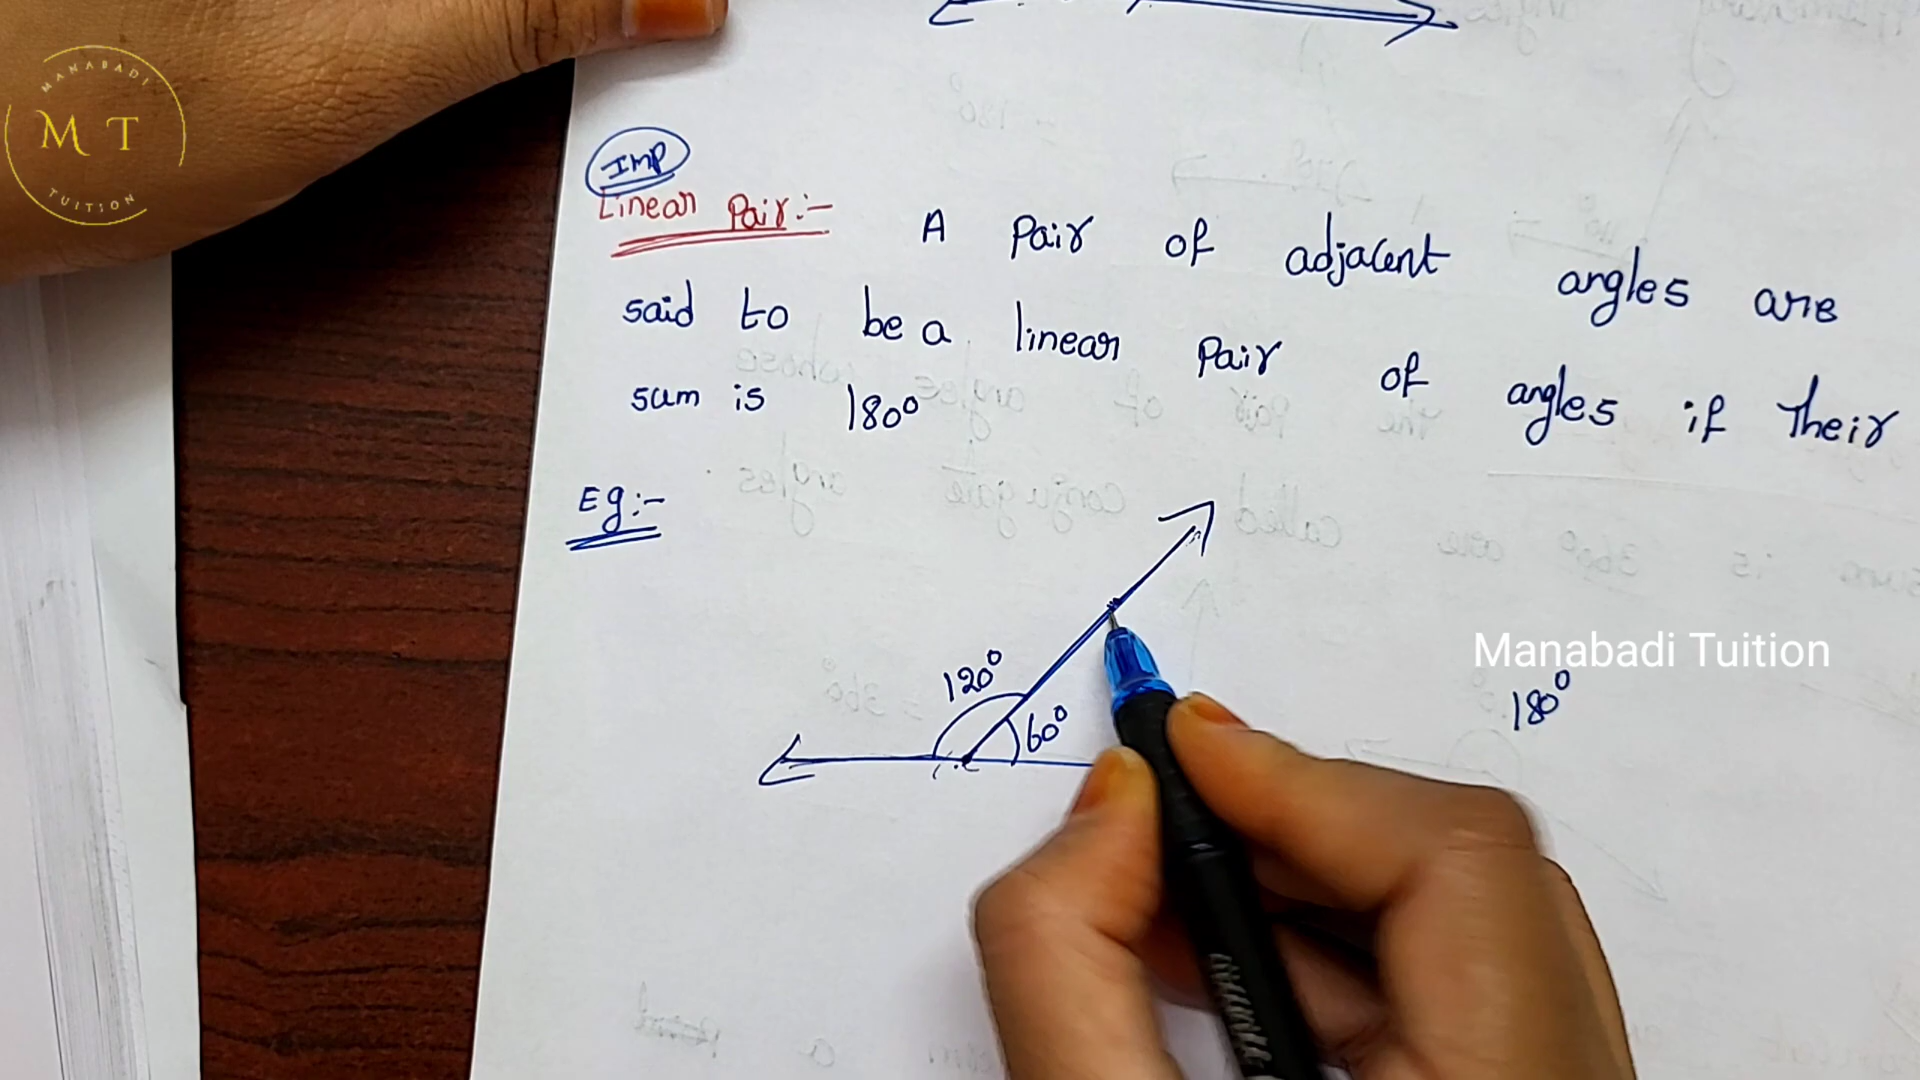 MANABADI
M T
TUITION
Imp
Linear Pair:-
A Pair of adjacent angles are
said to be a linear Pair of angles if Their
sum is 180°
Eg:-
120°
60°
Manabadi Tuition
180°